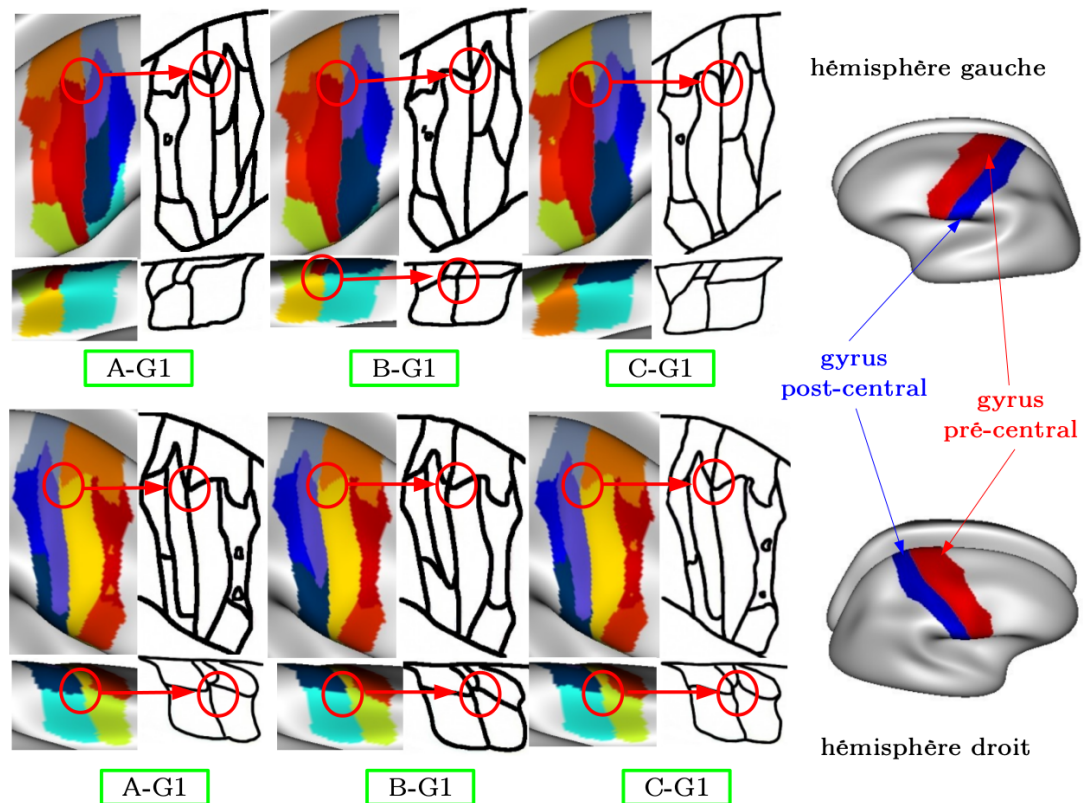 hémisphère gauche
A-G1
B-G1
C-G1
gyrus
post-central
gyrus
pré-central
A-G1
B-G1
C-G1
hémisphère droit